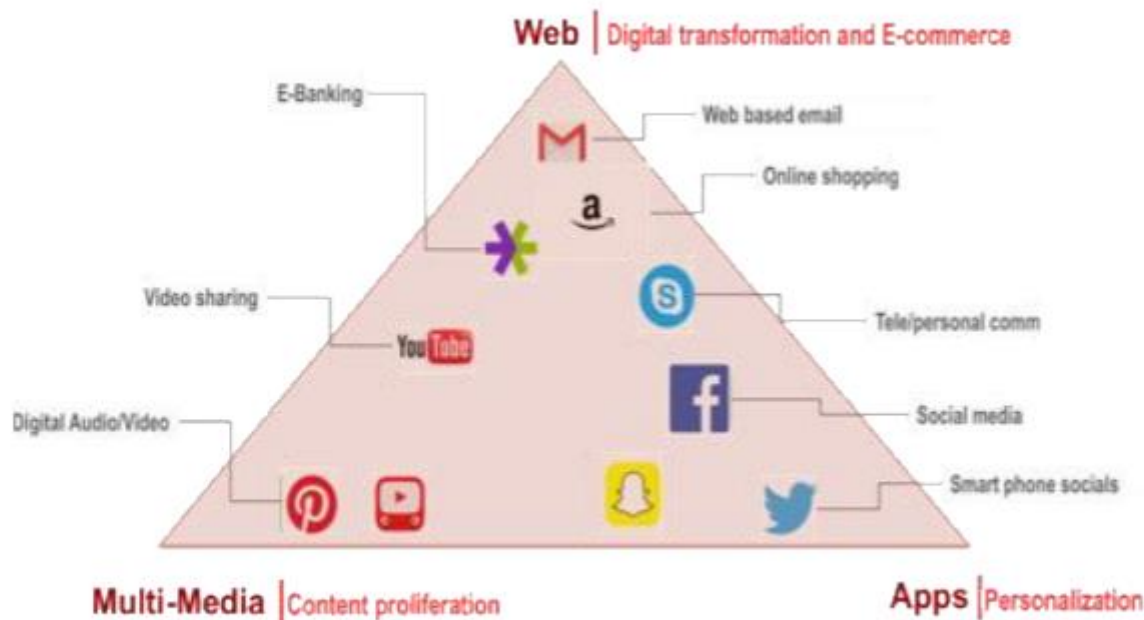 Web | Digital transformation and E-commerce
E-Banking
Web based email
Online shopping
a
Video sharing
S
Tele/personal comm
YouTube
f
Digital Audio/Video
Social media
Smart phone socials
Multi-Media | Content proliferation
Apps | Personalization